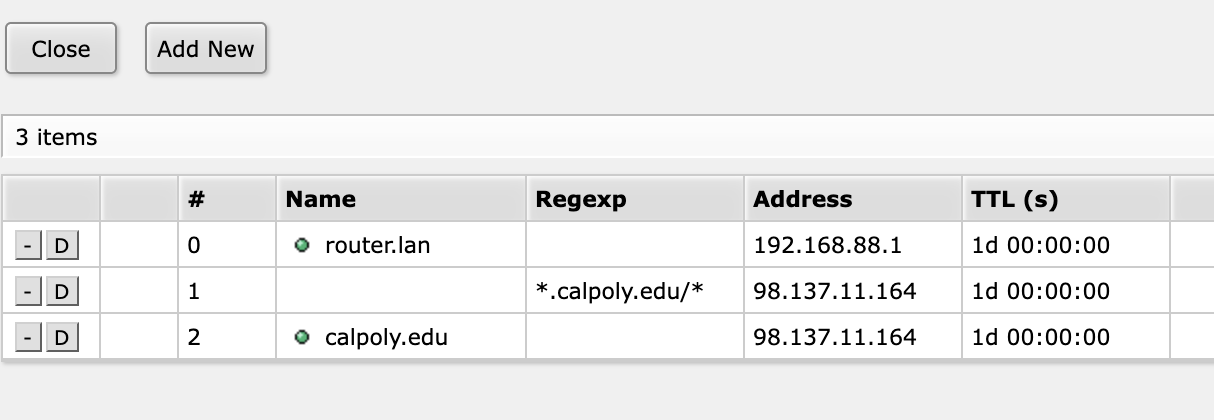 Close Add New
3 items
# Name Regexp Address TTL (s)
- D 0 router.lan 192.168.88.1 1d 00:00:00
- D 1 *.calpoly.edu/* 98.137.11.164 1d 00:00:00
- D 2 calpoly.edu 98.137.11.164 1d 00:00:00